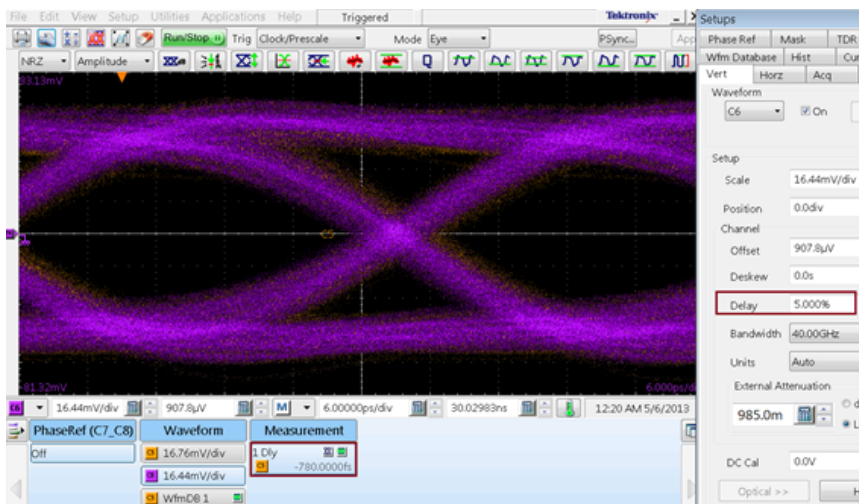 File Edit View Setup Utilities Applications Help Triggered Tektronix
Run/Stop Trig Clock/Prescale Mode Eye PSync... App
NRZ Amplitude
83.13mV
C5
-81.32mV
6.000ps/d
C6 16.44mV/div 907.8µV M 6.00000ps/div 30.02983ns 12:20 AM 5/6/2013
PhaseRef (C7_C8) Waveform Measurement
Off
C5 16.76mV/div
C6 16.44mV/div
WfmDB 1
1 Dly
-780.0000fs
Setups
Phase Ref Mask TDR
Wfm Database Hist Cur
Vert Horz Acq
Waveform
C6 On
Setup
Scale 16.44mV/div
Position 0.0div
Channel
Offset 907.8µV
Deskew 0.0s
Delay 5.000%
Bandwidth 40.00GHz
Units Auto
External Attenuation
985.0m d
L
DC Cal 0.0V
Optical >> H